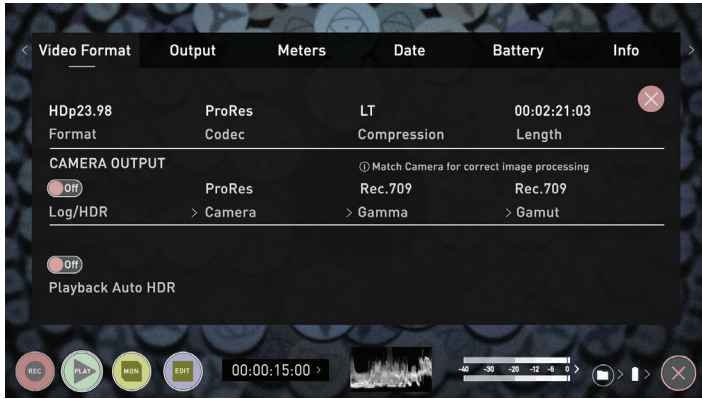 Video Format Output Meters Date Battery Info
HDp23.98 ProRes LT 00:02:21:03
Format Codec Compression Length
CAMERA OUTPUT ⓘ Match Camera for correct image processing
Off ProRes Rec.709 Rec.709
Log/HDR > Camera > Gamma > Gamut
Off
Playback Auto HDR
REC PLAY MON EDIT 00:00:15:00 > -40 -30 -20 -12 -6 0